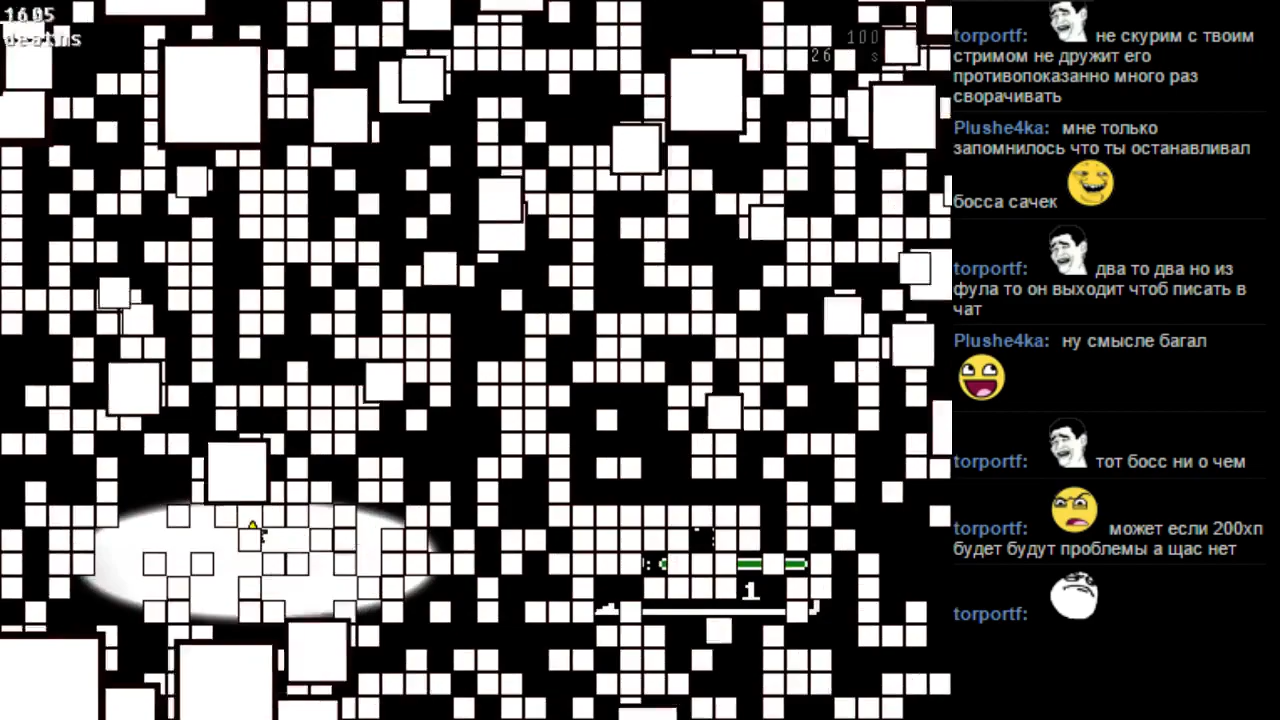 1605
deaths
100
26 s
1
torportf: не скурим с твоим
стримом не дружит его
противопоказанно много раз
сворачивать
Plushe4ka: мне только
запомнилось что ты останавливал
босса сачек
torportf: два то два но из
фула то он выходит чтоб писать в
чат
Plushe4ka: ну смысле багал
torportf: тот босс ни о чем
torportf: может если 200хп
будет будут проблемы а щас нет
torportf: